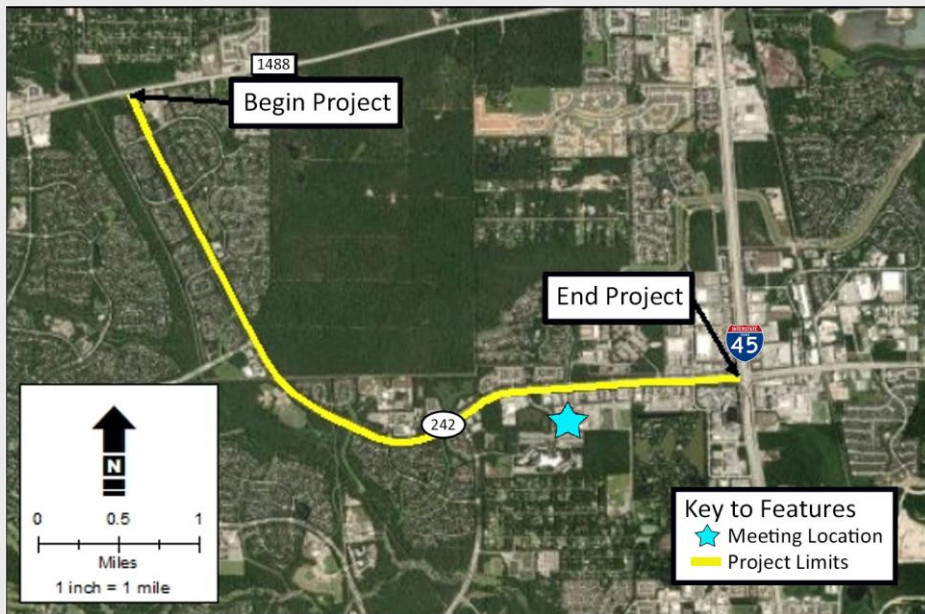 1488
Begin Project
End Project
INTERSTATE
45
242
N
0 0.5 1
Miles
1 inch = 1 mile
Key to Features
Meeting Location
Project Limits